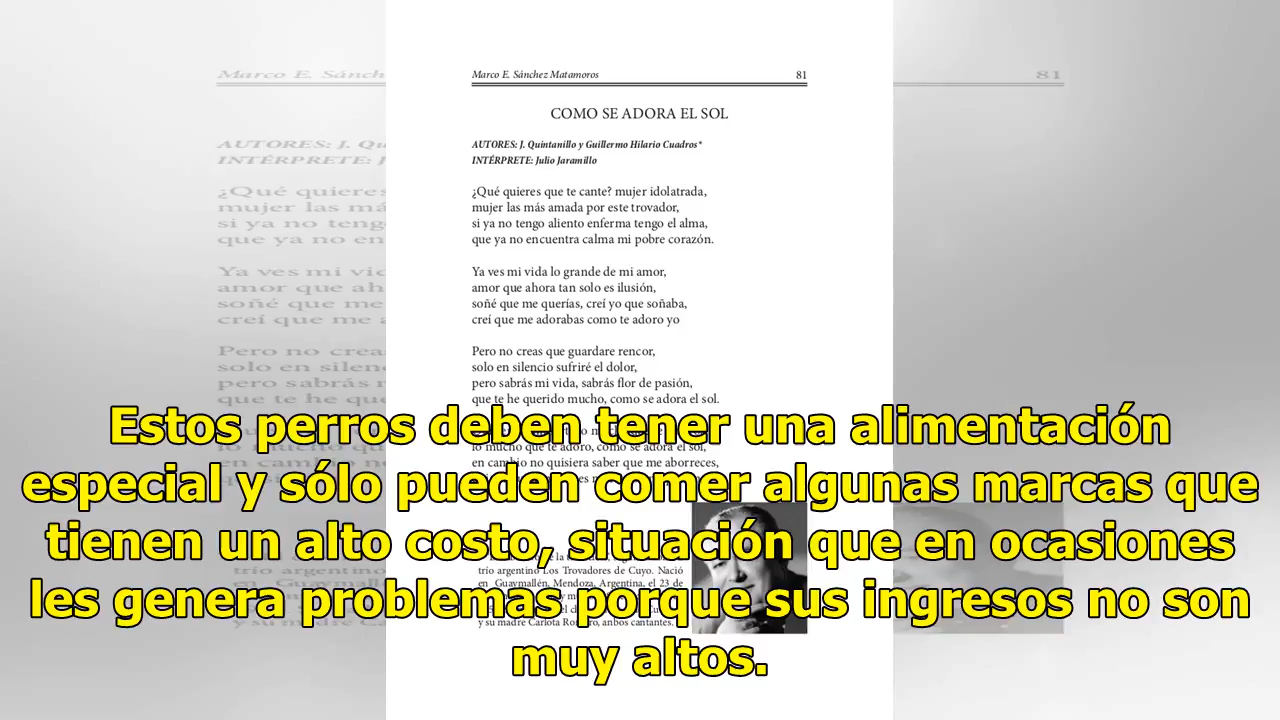 Marco E. Sánchez Matamoros 81
COMO SE ADORA EL SOL
AUTORES: J. Quintanillo y Guillermo Hilario Cuadros*
INTÉRPRETE: Julio Jaramillo
¿Qué quieres que te cante? mujer idolatrada,
mujer las más amada por este trovador,
si ya no tengo aliento enferma tengo el alma,
que ya no encuentra calma mi pobre corazón.
Ya ves mi vida lo grande de mi amor,
amor que ahora tan solo es ilusión,
soñé que me querías, creí yo que soñaba,
creí que me adorabas como te adoro yo
Pero no creas que guardare rencor,
solo en silencio sufriré el dolor,
pero sabrás mi vida, sabrás flor de pasión,
que te he querido mucho, como se adora el sol.
lo mucho que te adoro, como se adora el sol,
en cambio no quisiera saber que me aborreces,
Estos perros deben tener una alimentación
especial y sólo pueden comer algunas marcas que
tienen un alto costo, situación que en ocasiones
les genera problemas porque sus ingresos no son
muy altos.
trío argentino Los Trovadores de Cuyo. Nació
en Guaymallén, Mendoza, Argentina, el 23 de
y su madre Carlota Romero, anbos cantantes.